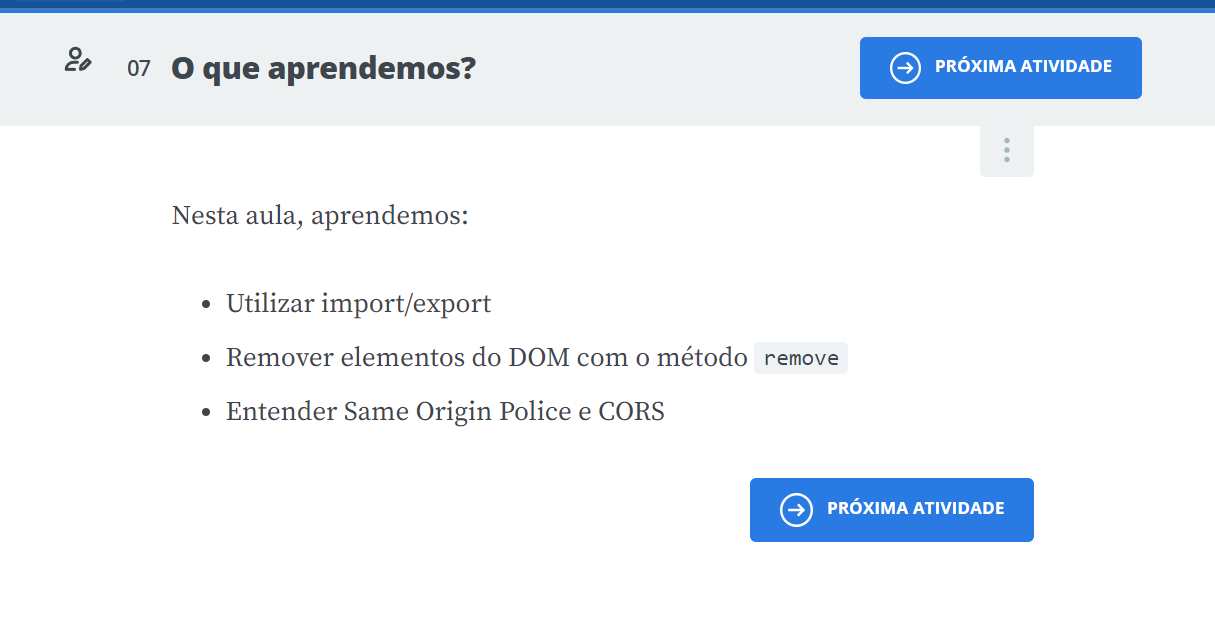 07 O que aprendemos?
PRÓXIMA ATIVIDADE
Nesta aula, aprendemos:
• Utilizar import/export
• Remover elementos do DOM com o método remove
• Entender Same Origin Police e CORS
PRÓXIMA ATIVIDADE